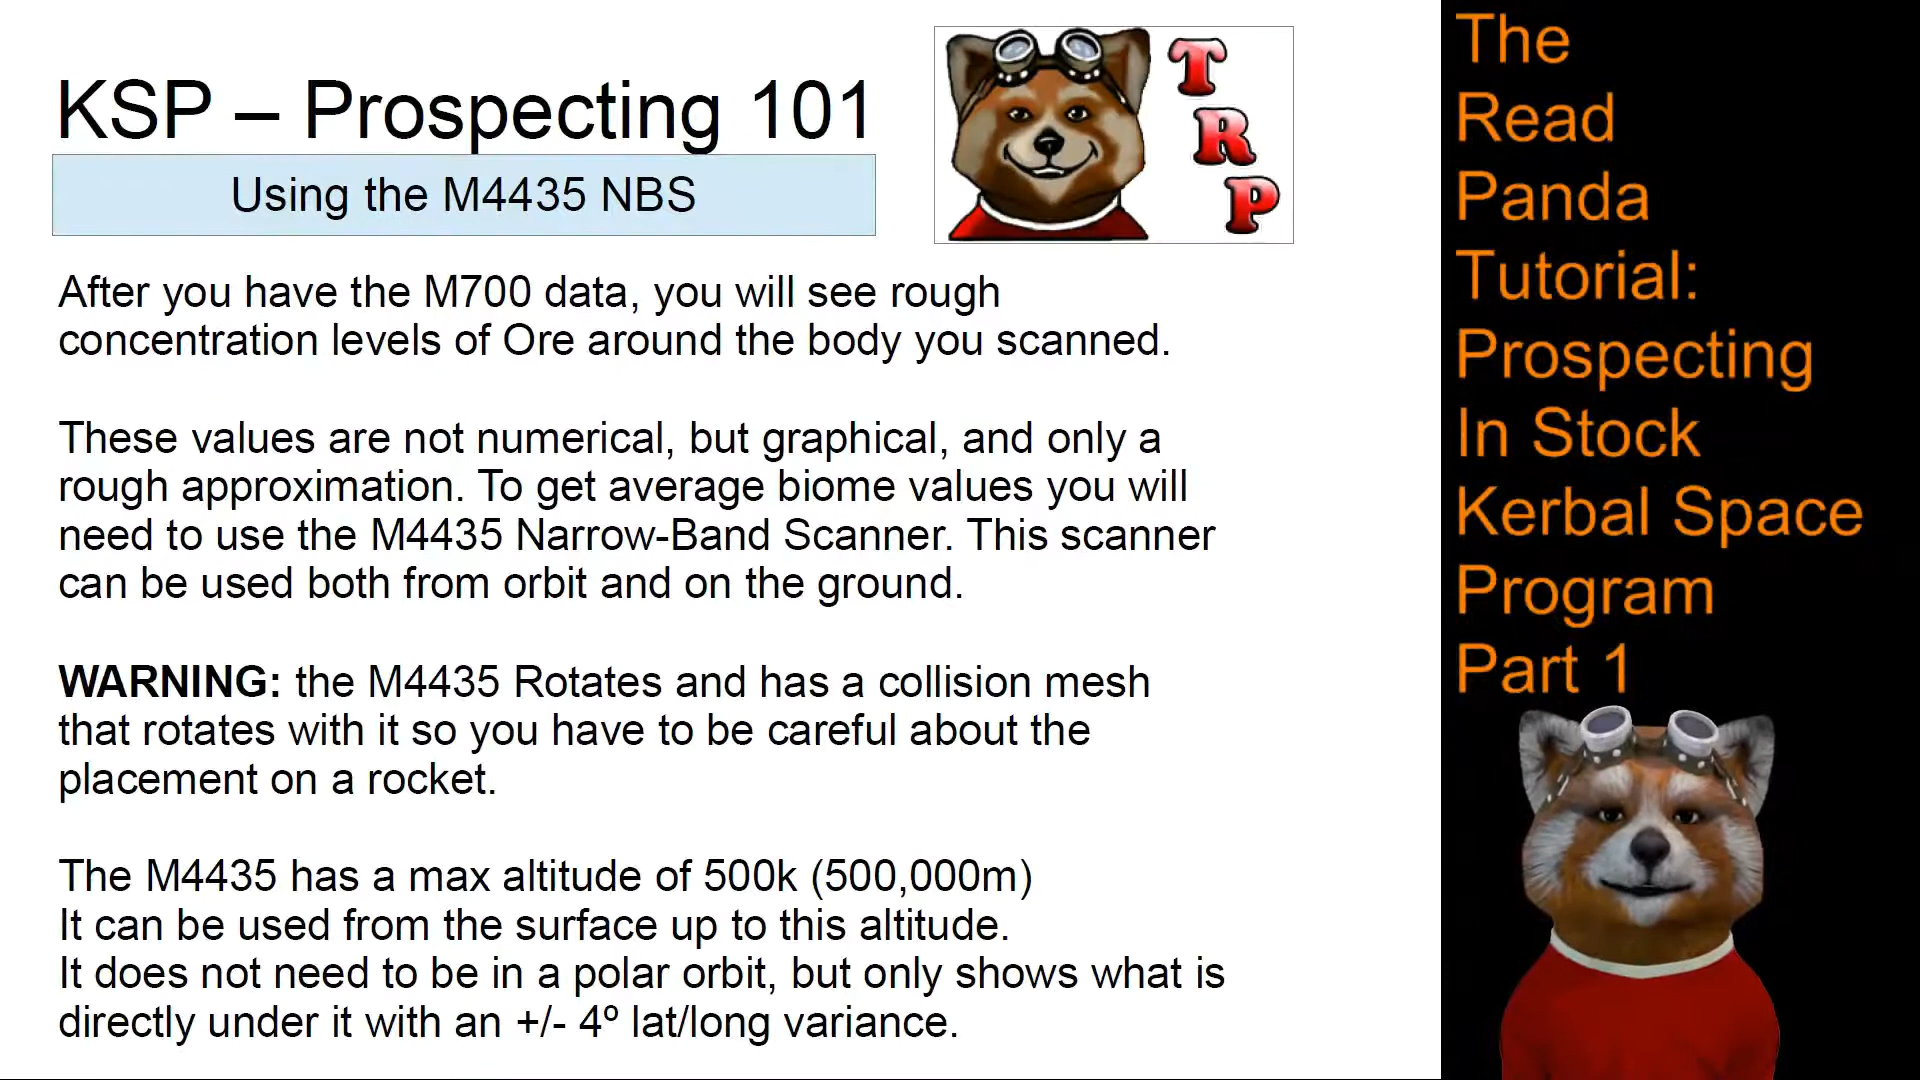 KSP – Prospecting 101
Using the M4435 NBS
T
R
P
After you have the M700 data, you will see rough
concentration levels of Ore around the body you scanned.
These values are not numerical, but graphical, and only a
rough approximation. To get average biome values you will
need to use the M4435 Narrow-Band Scanner. This scanner
can be used both from orbit and on the ground.
WARNING: the M4435 Rotates and has a collision mesh
that rotates with it so you have to be careful about the
placement on a rocket.
The M4435 has a max altitude of 500k (500,000m)
It can be used from the surface up to this altitude.
It does not need to be in a polar orbit, but only shows what is
directly under it with an +/- 4º lat/long variance.
The
Read
Panda
Tutorial:
Prospecting
In Stock
Kerbal Space
Program
Part 1